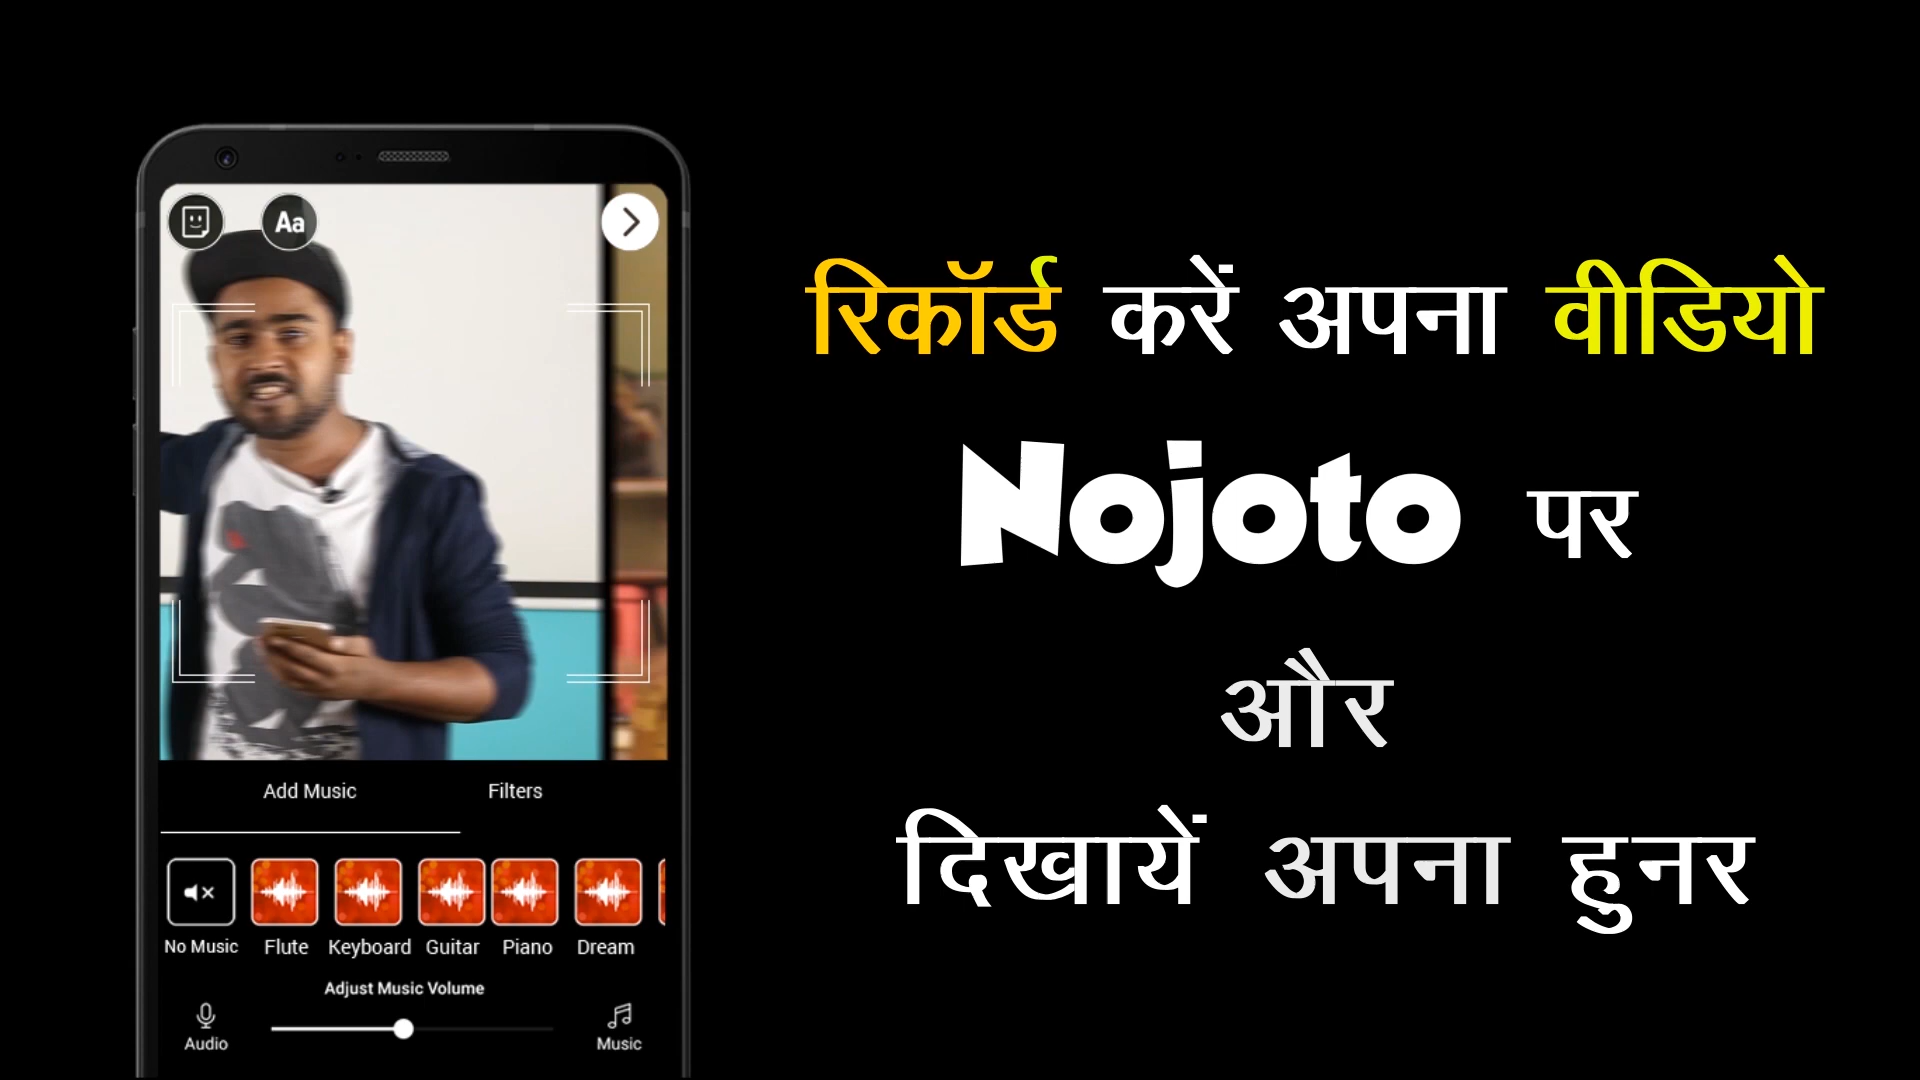 Aa
रिकॉर्ड करें अपना वीडियो
Nojoto पर
और
दिखायें अपना हुनर
Add Music Filters
No Music Flute Keyboard Guitar Piano Dream
Adjust Music Volume
Audio Music